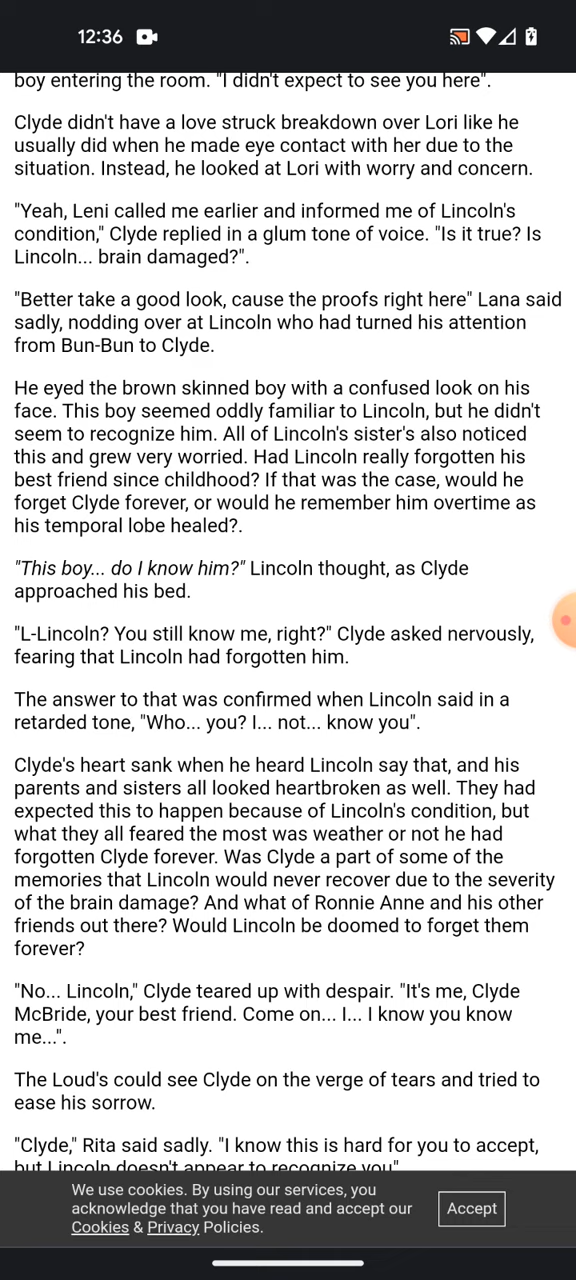 12:36
boy entering the room. "I didn't expect to see you here".
Clyde didn't have a love struck breakdown over Lori like he
usually did when he made eye contact with her due to the
situation. Instead, he looked at Lori with worry and concern.
"Yeah, Leni called me earlier and informed me of Lincoln's
condition," Clyde replied in a glum tone of voice. "Is it true? Is
Lincoln... brain damaged?".
"Better take a good look, cause the proofs right here" Lana said
sadly, nodding over at Lincoln who had turned his attention
from Bun-Bun to Clyde.
He eyed the brown skinned boy with a confused look on his
face. This boy seemed oddly familiar to Lincoln, but he didn't
seem to recognize him. All of Lincoln's sister's also noticed
this and grew very worried. Had Lincoln really forgotten his
best friend since childhood? If that was the case, would he
forget Clyde forever, or would he remember him overtime as
his temporal lobe healed?.
"This boy... do I know him?" Lincoln thought, as Clyde
approached his bed.
"L-Lincoln? You still know me, right?" Clyde asked nervously,
fearing that Lincoln had forgotten him.
The answer to that was confirmed when Lincoln said in a
retarded tone, "Who... you? I... not... know you".
Clyde's heart sank when he heard Lincoln say that, and his
parents and sisters all looked heartbroken as well. They had
expected this to happen because of Lincoln's condition, but
what they all feared the most was weather or not he had
forgotten Clyde forever. Was Clyde a part of some of the
memories that Lincoln would never recover due to the severity
of the brain damage? And what of Ronnie Anne and his other
friends out there? Would Lincoln be doomed to forget them
forever?
"No... Lincoln," Clyde teared up with despair. "It's me, Clyde
McBride, your best friend. Come on... I... I know you know
me...".
The Loud's could see Clyde on the verge of tears and tried to
ease his sorrow.
"Clyde," Rita said sadly. "I know this is hard for you to accept,
but Lincoln doesn't appear to recognize you".
We use cookies. By using our services, you
acknowledge that you have read and accept our
Cookies & Privacy Policies.
Accept